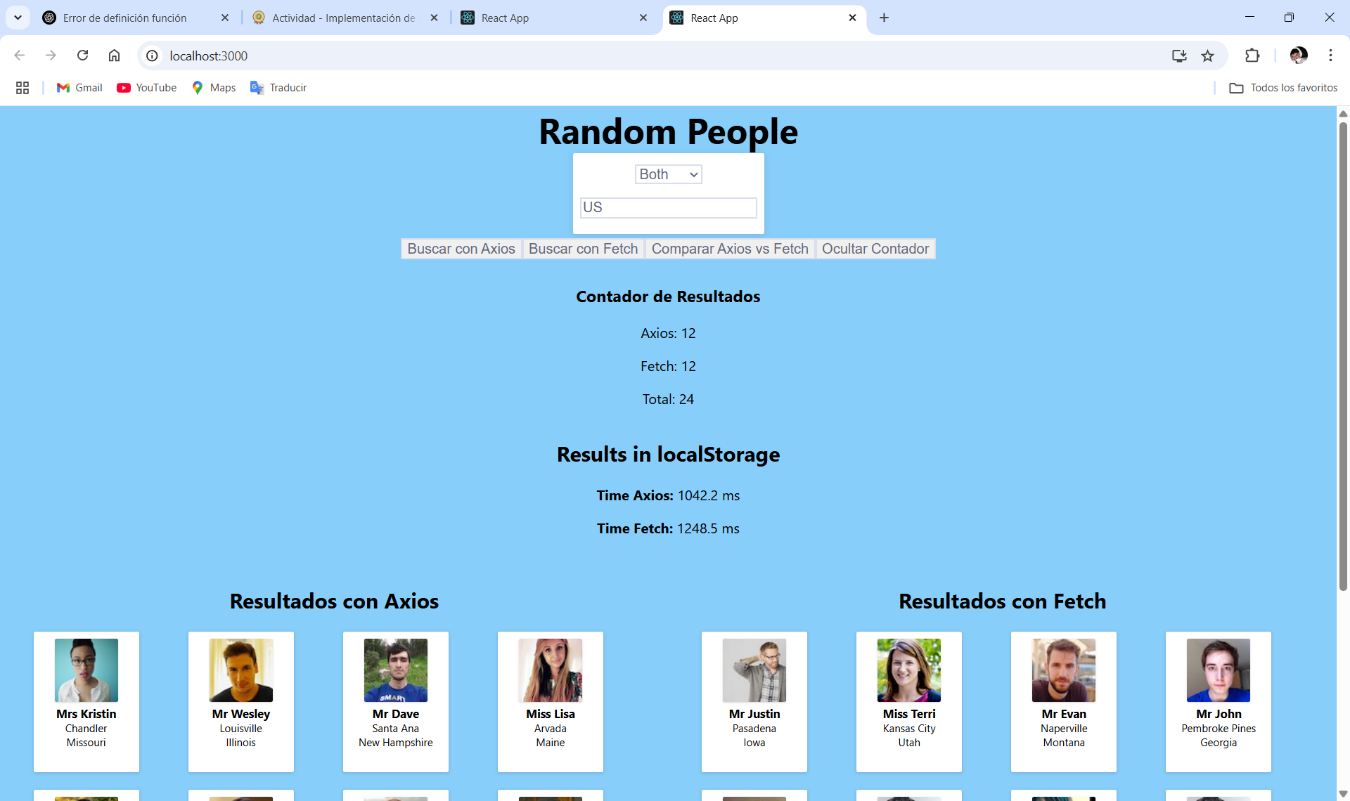 Error de definición función
Actividad - Implementación de
React App
React App
localhost:3000
Gmail
YouTube
Maps
Traducir
Todos los favoritos
Random People
Both
US
Buscar con Axios
Buscar con Fetch
Comparar Axios vs Fetch
Ocultar Contador
Contador de Resultados
Axios: 12
Fetch: 12
Total: 24
Results in localStorage
Time Axios: 1042.2 ms
Time Fetch: 1248.5 ms
Resultados con Axios
Mrs Kristin
Chandler
Missouri
Mr Wesley
Louisville
Illinois
SMART
Mr Dave
Santa Ana
New Hampshire
Miss Lisa
Arvada
Maine
Resultados con Fetch
Mr Justin
Pasadena
Iowa
Miss Terri
Kansas City
Utah
Mr Evan
Naperville
Montana
Mr John
Pembroke Pines
Georgia